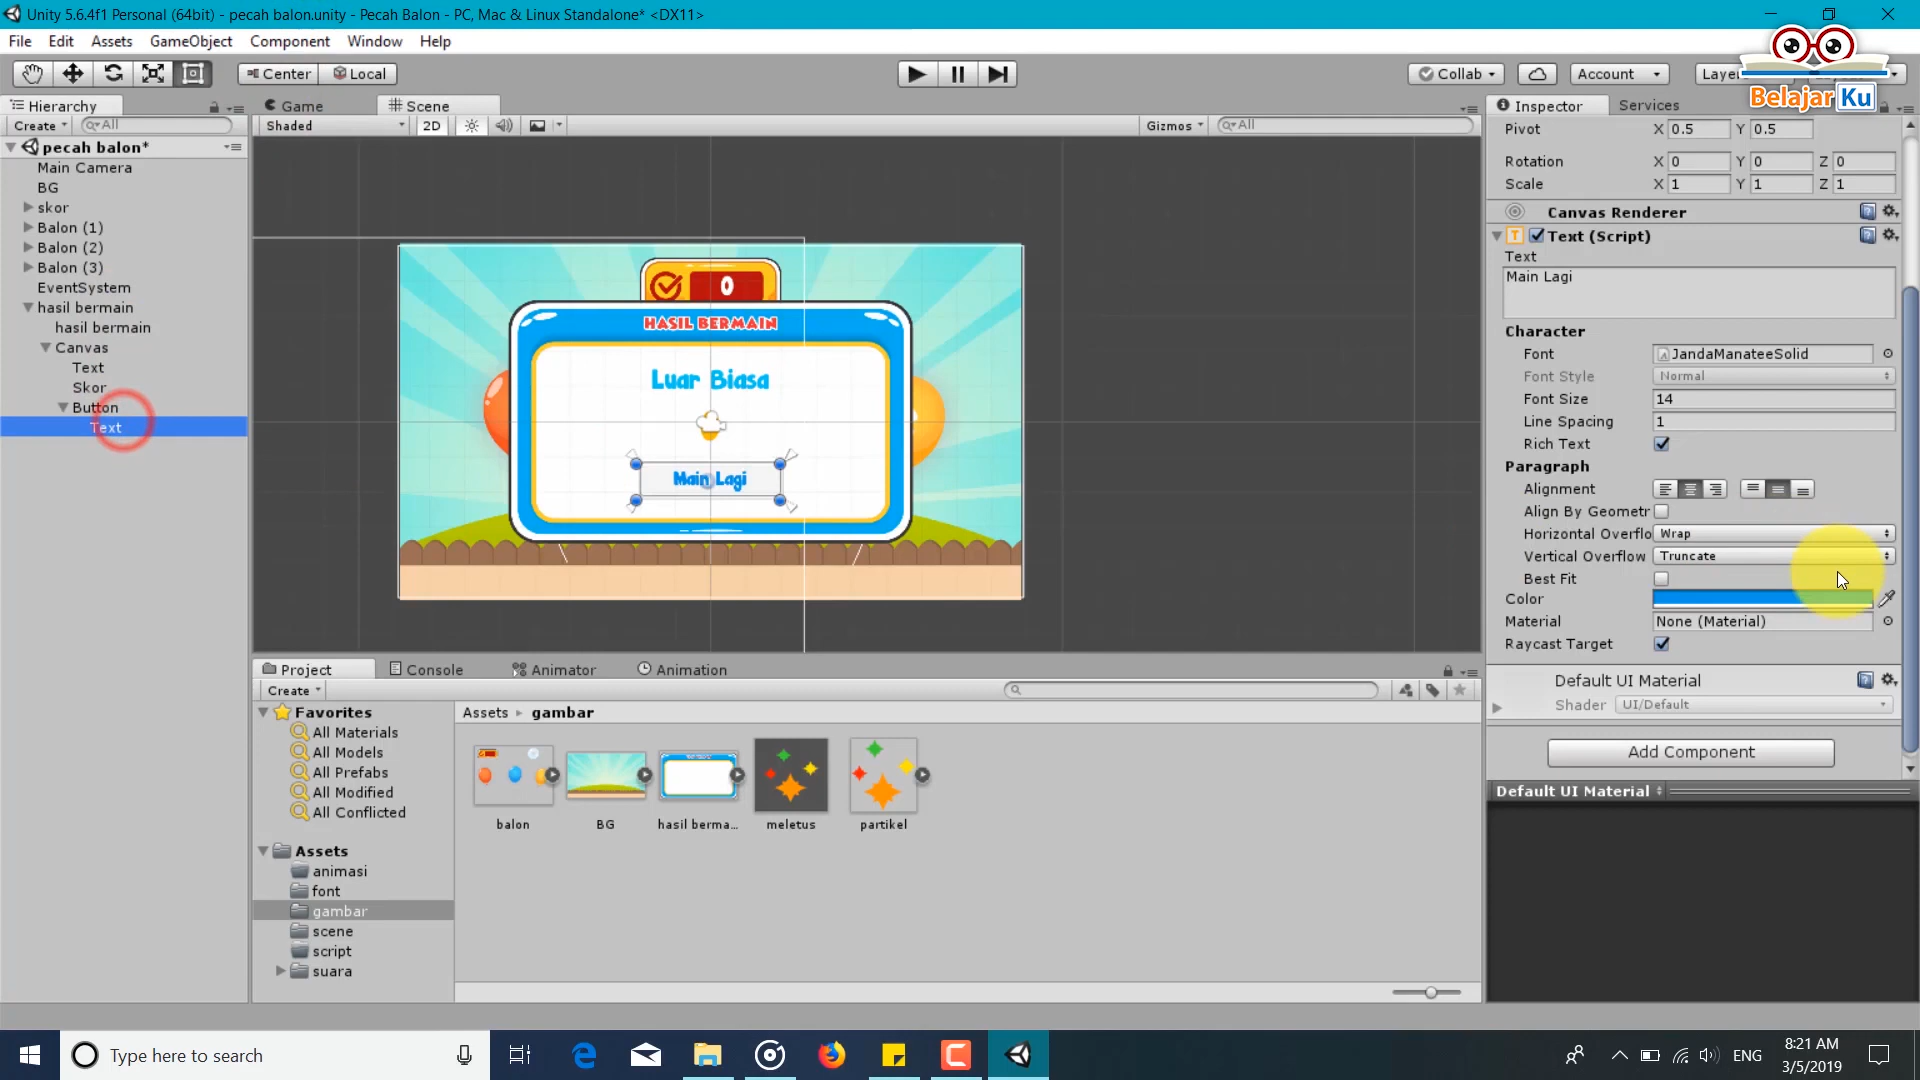 Unity 5.6.4f1 Personal (64bit) - pecah balon.unity - Pecah Balon - PC, Mac & Linux Standalone* <DX11>
File Edit Assets GameObject Component Window Help
Center Local Collab Account
Belajar Ku
Hierarchy
Create All
pecah balon*
Main Camera
BG
skor
Balon (1)
Balon (2)
Balon (3)
EventSystem
hasil bermain
hasil bermain
Canvas
Text
Skor
Button
Text
Game Scene
Shaded 2D Gizmos All
0
HASIL BERMAIN
Luar Biasa
Main Lagi
Inspector Services
Pivot X 0.5 Y 0.5
Rotation X 0 Y 0 Z 0
Scale X 1 Y 1 Z 1
Canvas Renderer
Text (Script)
Text
Main Lagi
Character
Font JandaManateeSolid
Font Style Normal
Font Size 14
Line Spacing 1
Rich Text
Paragraph
Alignment
Align By Geometr
Horizontal Overflo Wrap
Vertical Overflow Truncate
Best Fit
Color
Material None (Material)
Raycast Target
Default UI Material
Shader UI/Default
Add Component
Default UI Material
Project Console Animator Animation
Create
Favorites
All Materials
All Models
All Prefabs
All Modified
All Conflicted
Assets
animasi
font
gambar
scene
script
suara
Assets gambar
balon BG hasil berma... meletus partikel
Type here to search
ENG
8:21 AM
3/5/2019